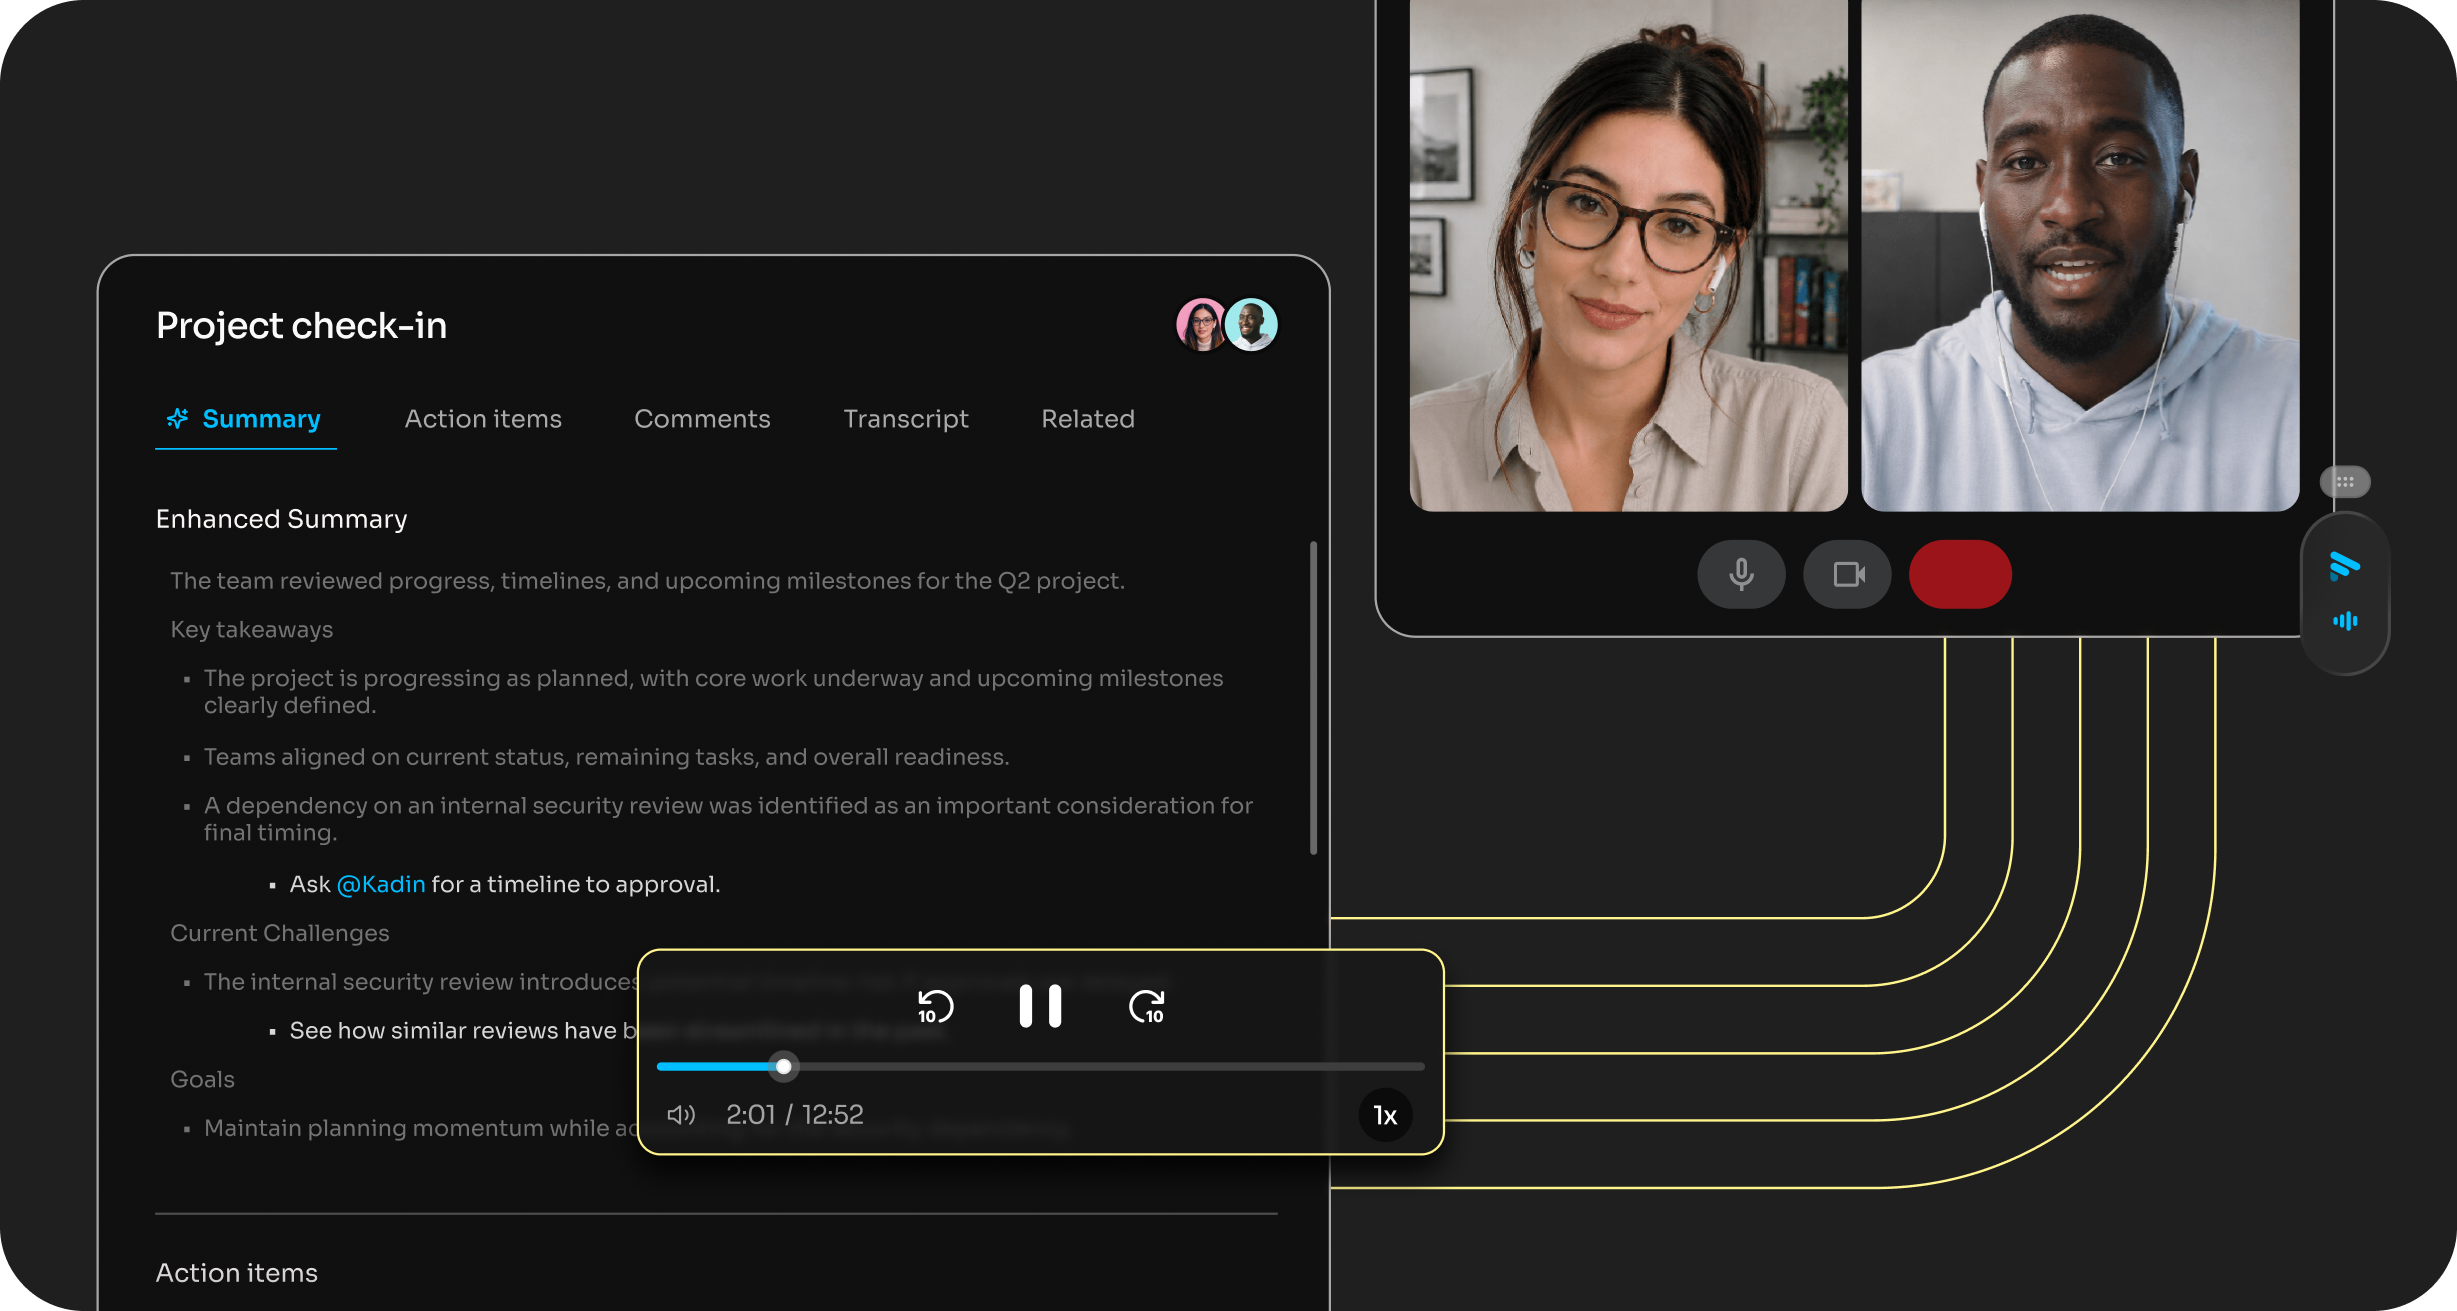 Project check-in
Summary
Action items
Comments
Transcript
Related
Enhanced Summary
The team reviewed progress, timelines, and upcoming milestones for the Q2 project.
Key takeaways
▪ The project is progressing as planned, with core work underway and upcoming milestones
clearly defined.
▪ Teams aligned on current status, remaining tasks, and overall readiness.
▪ A dependency on an internal security review was identified as an important consideration for
final timing.
▪ Ask @Kadin for a timeline to approval.
Current Challenges
▪ The internal security review introduces
▪ See how similar reviews have
Goals
▪ Maintain planning momentum while
10
10
2:01 / 12:52
1x
Action items